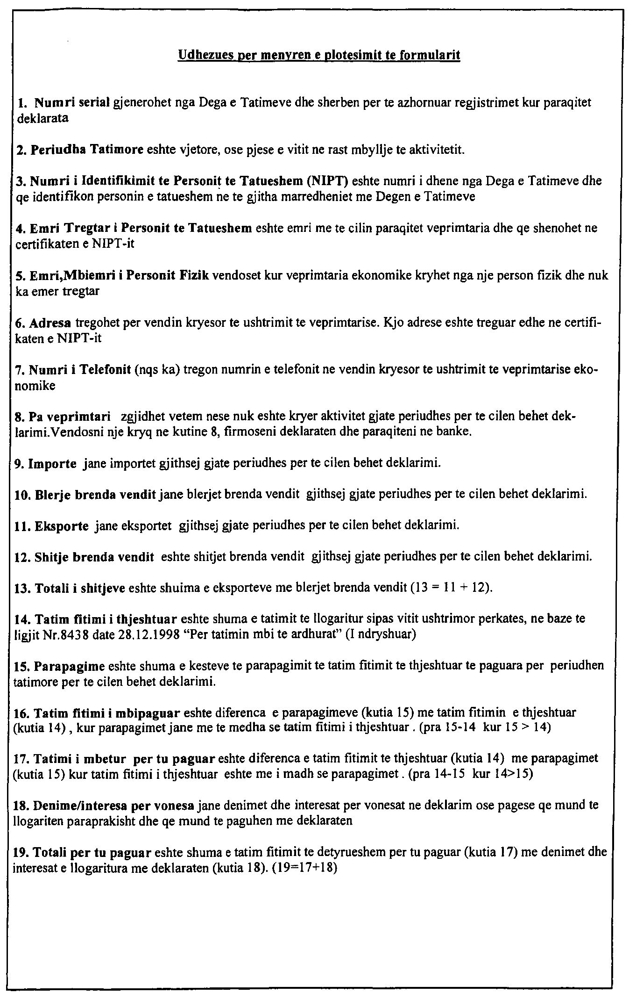 Udhezues per menyren e plotesimit te formularit
1. Numri serial gjenerohet nga Dega e Tatimeve dhe sherben per te azhornuar regjistrimet kur paraqitet
deklarata
2. Periudha Tatimore eshte vjetore, ose pjese e vitit ne rast mbyllje te aktivitetit.
3. Numri i Identifikimit te Personit te Tatueshem (NIPT) eshte numri i dhene nga Dega e Tatimeve dhe
qe identifikon personin e tatueshem ne te gjitha marredheniet me Degen e Tatimeve
4. Emri Tregtar i Personit te Tatueshem eshte emri me te cilin paraqitet veprimtaria dhe qe shenohet ne
certifikaten e NIPT-it
5. Emri,Mbiemri i Personit Fizik vendoset kur veprimtaria ekonomike kryhet nga nje person fizik dhe nuk
ka emer tregtar
6. Adresa tregohet per vendin kryesor te ushtrimit te veprimtarise. Kjo adrese eshte treguar edhe ne certifi-
katen e NIPT-it
7. Numri i Telefonit (nqs ka) tregon numrin e telefonit ne vendin kryesor te ushtrimit te veprimtarise eko-
nomike
8. Pa veprimtari zgjidhet vetem nese nuk eshte kryer aktivitet gjate periudhes per te cilen behet dek-
larimi.Vendosni nje kryq ne kutine 8, firmoseni deklaraten dhe paraqiteni ne banke.
9. Importe jane importet gjithsej gjate periudhes per te cilen behet deklarimi.
10. Blerje brenda vendit jane blerjet brenda vendit gjithsej gjate periudhes per te cilen behet deklarimi.
11. Eksporte jane eksportet gjithsej gjate periudhes per te cilen behet deklarimi.
12. Shitje brenda vendit eshte shitjet brenda vendit gjithsej gjate periudhes per te cilen behet deklarimi.
13. Totali i shitjeve eshte shuima e eksporteve me blerjet brenda vendit (13 = 11 + 12).
14. Tatim fitimi i thjeshtuar eshte shuma e tatimit te llogaritur sipas vitit ushtrimor perkates, ne baze te
ligjit Nr.8438 date 28.12.1998 “Per tatimin mbi te ardhurat” (I ndryshuar)
15. Parapagime eshte shuma e kesteve te parapagimit te tatim fitimit te thjeshtuar te paguara per periudhen
tatimore per te cilen behet deklarimi.
16. Tatim fitimi i mbipaguar eshte diferenca e parapagimeve (kutia 15) me tatim fitimin e thjeshtuar
(kutia 14) , kur parapagimet jane me te medha se tatim fitimi i thjeshtuar . (pra 15-14 kur 15 > 14)
17. Tatimi i mbetur per tu paguar eshte diferenca e tatim fitimit te thjeshtuar (kutia 14) me parapagimet
(kutia 15) kur tatim fitimi i thjeshtuar eshte me i madh se parapagimet . (pra 14-15 kur 14>15)
18. Denime/interesa per vonesa jane denimet dhe interesat per vonesat ne deklarim ose pagese qe mund te
llogariten paraprakisht dhe qe mund te paguhen me deklaraten
19. Totali per tu paguar eshte shuma e tatim fitimit te detyrueshem per tu paguar (kutia 17) me denimet dhe
interesat e llogaritura me deklaraten (kutia 18). (19=17+18)